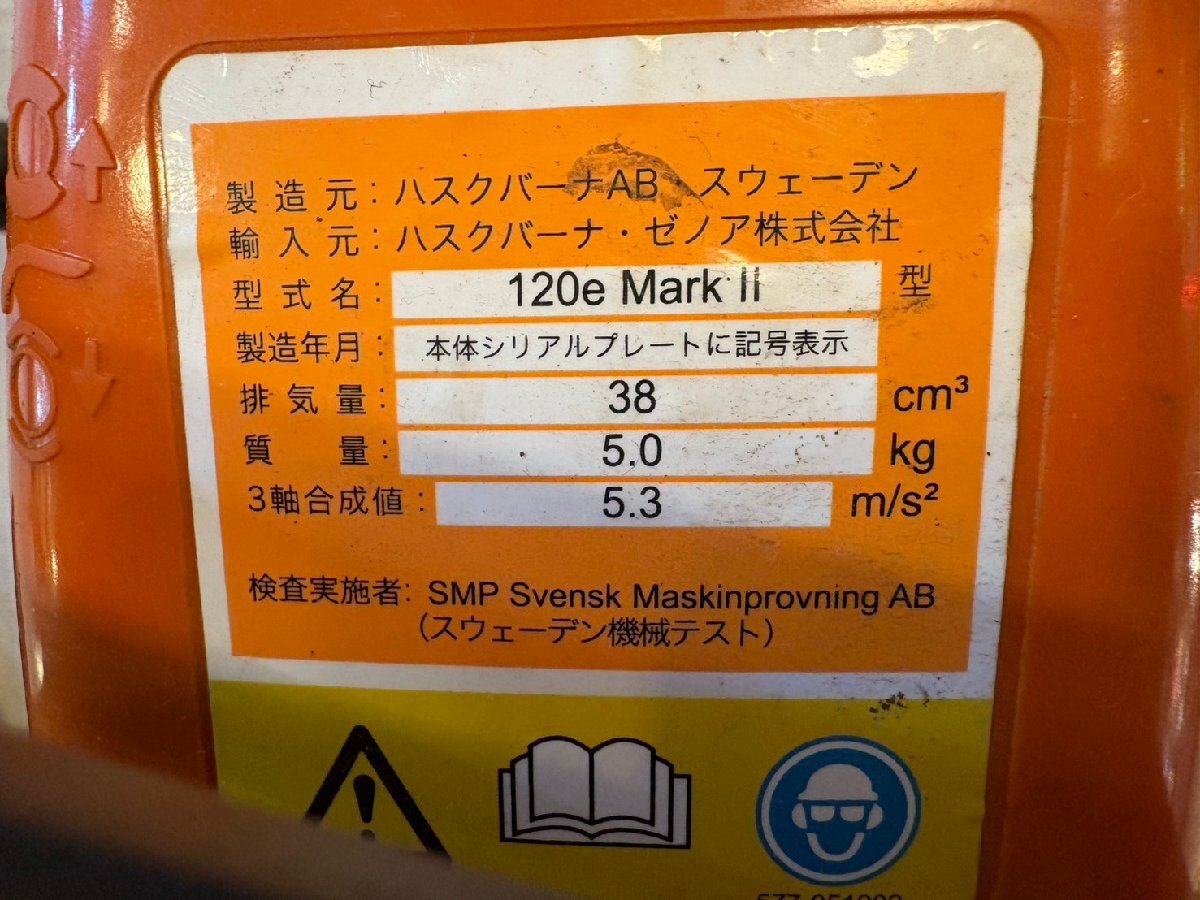 製造元：ハスクバーナAB スウェーデン
輸入元：ハスクバーナ・ゼノア株式会社
型式名： 120e Mark II 型
製造年月： 本体シリアルプレートに記号表示
排気量： 38 cm³
質 量： 5.0 kg
3軸合成値： 5.3 m/s²
検査実施者： SMP Svensk Maskinprovning AB
（スウェーデン機械テスト）